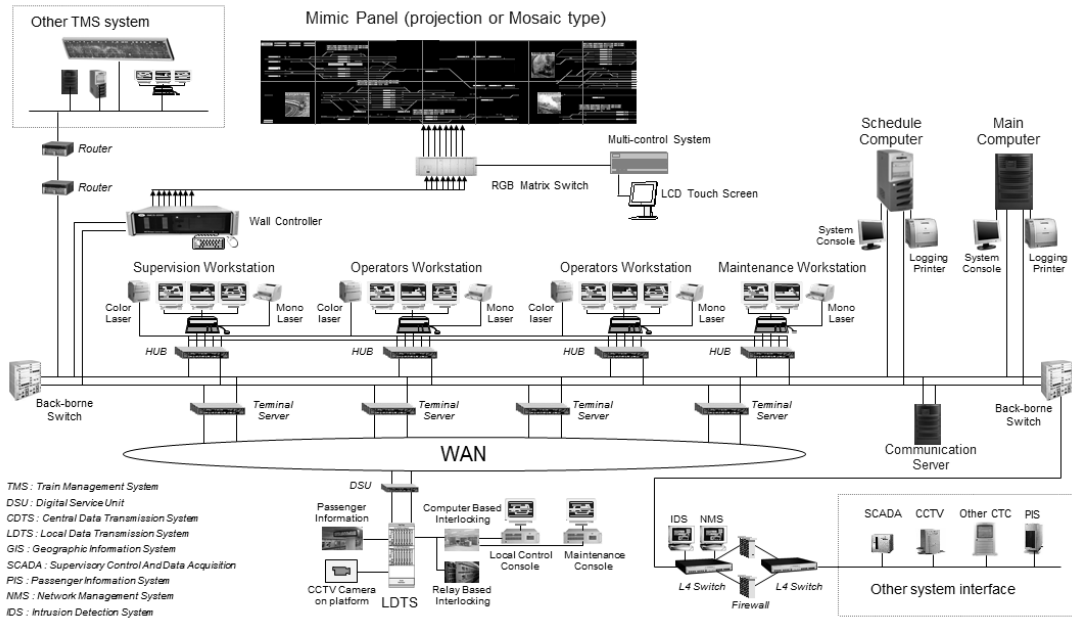 Other TMS system
Mimic Panel (projection or Mosaic type)
Router
Router
RGB Matrix Switch
Multi-control System
LCD Touch Screen
Wall Controller
Schedule
Computer
Main
Computer
System
Console
Logging
Printer
System
Console
Logging
Printer
Supervision Workstation
Operators Workstation
Operators Workstation
Maintenance Workstation
Color
Laser
Mono
Laser
Color
laser
Mono
Laser
Color
laser
Mono
Laser
Mono
Laser
HUB
HUB
HUB
HUB
Back-borne
Switch
Terminal
Server
Terminal
Server
Terminal
Server
Terminal
Server
Back-borne
Switch
Communication
Server
WAN
DSU
TMS : Train Management System
DSU : Digital Service Unit
CDTS : Central Data Transmission System
LDTS : Local Data Transmission System
GIS : Geographic Information System
SCADA : Supervisory Control And Data Acquisition
PIS : Passenger Information System
NMS : Network Management System
IDS : Intrusion Detection System
Passenger
Information
CCTV Camera
on platform
LDTS
Computer Based
Interlocking
Relay Based
Interlocking
Local Control
Console
Maintenance
Console
IDS
NMS
L4 Switch
Firewall
L4 Switch
SCADA
CCTV
Other CTC
PIS
Other system interface